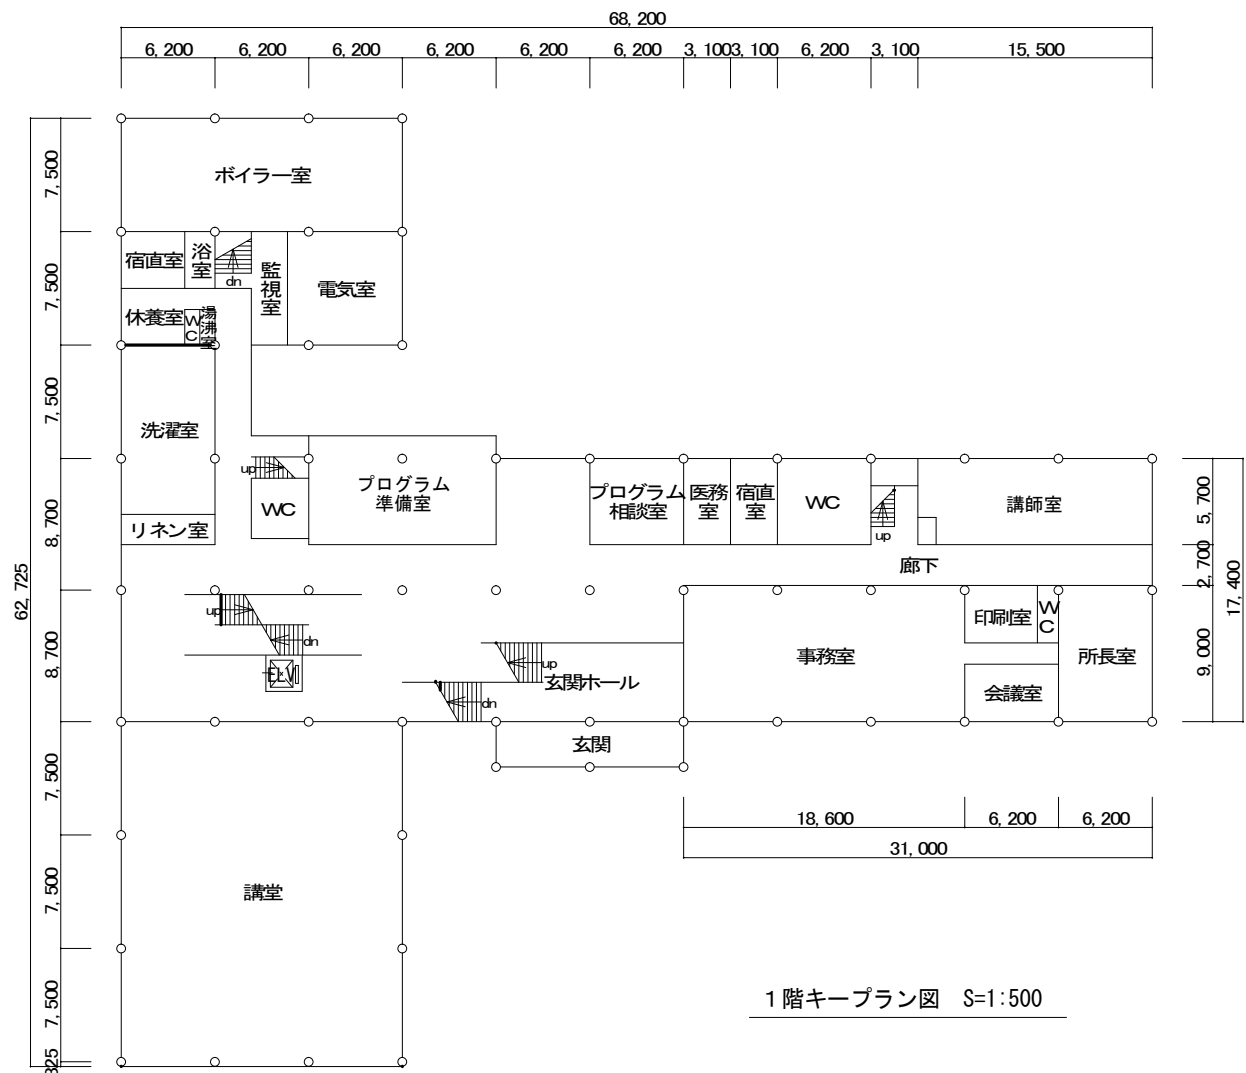 68,200
6,200
6,200
6,200
6,200
6,200
6,200
3,100
3,100
6,200
3,100
15,500
7,500
7,500
7,500
8,700
8,700
7,500
7,500
7,500
62,725
ボイラー室
宿直室
浴室
dn
監視室
電気室
休養室
WC
湯沸室
洗濯室
リネン室
up
WC
プログラム
準備室
プログラム
相談室
医務室
宿直室
WC
up
講師室
廊下
5,700
2,700
9,000
17,400
up
dn
ELV
up
玄関ホール
dn
玄関
事務室
印刷室
WC
会議室
所長室
18,600
6,200
6,200
31,000
講堂
1階キープラン図 S=1:500